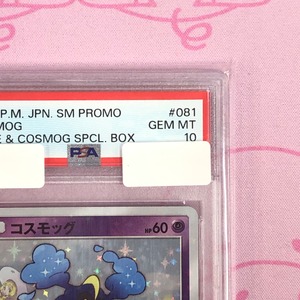 P.M. JPN. SM PROMO #081
MOG GEM MT
E & COSMOG SPCL. BOX 10
PSA
コスモッグ HP60